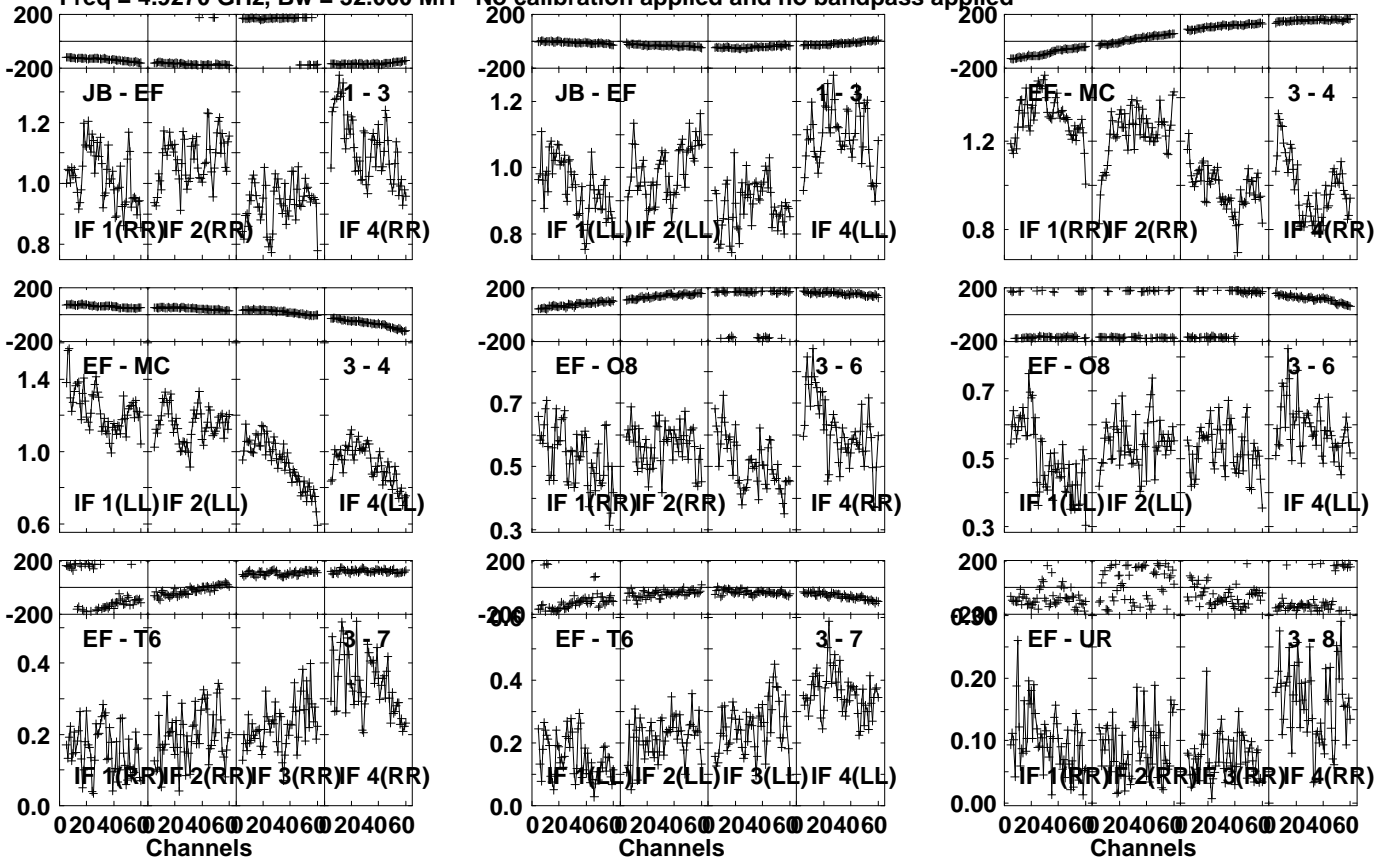 Freq = 4.9270 GHz, Bw = 32.000 MH No calibration applied and no bandpass applied
200
-200
JB - EF
1 - 3
1.2
1.0
0.8
IF 1(RR)
IF 2(RR)
IF 4(RR)
JB - EF
1 - 3
1.2
1.0
0.8
IF 1(LL)
IF 2(LL)
IF 4(LL)
200
-200
EF - MC
3 - 4
1.2
0.8
IF 1(RR)
IF 2(RR)
IF 4(RR)
200
-200
EF - MC
3 - 4
1.4
1.0
0.6
IF 1(LL)
IF 2(LL)
IF 4(LL)
200
-200
EF - O8
3 - 6
0.7
0.5
0.3
IF 1(RR)
IF 2(RR)
IF 4(RR)
200
-200
EF - O8
3 - 6
0.7
0.5
0.3
IF 1(LL)
IF 2(LL)
IF 4(LL)
200
-200
EF - T6
3 - 7
0.4
0.2
0.0
IF 1(RR)
IF 2(RR)
IF 3(RR)
IF 4(RR)
0 20 40 60 0 20 40 60 0 20 40 60 0 20 40 60
Channels
200
-200
0.6
EF - T6
3 - 7
0.4
0.2
0.0
IF 1(LL)
IF 2(LL)
IF 3(LL)
IF 4(LL)
0 20 40 60 0 20 40 60 0 20 40 60 0 20 40 60
Channels
200
-200
0.30
EF - UR
3 - 8
0.20
0.10
0.00
IF 1(RR)
IF 2(RR)
IF 3(RR)
IF 4(RR)
0 20 40 60 0 20 40 60 0 20 40 60 0 20 40 60
Channels